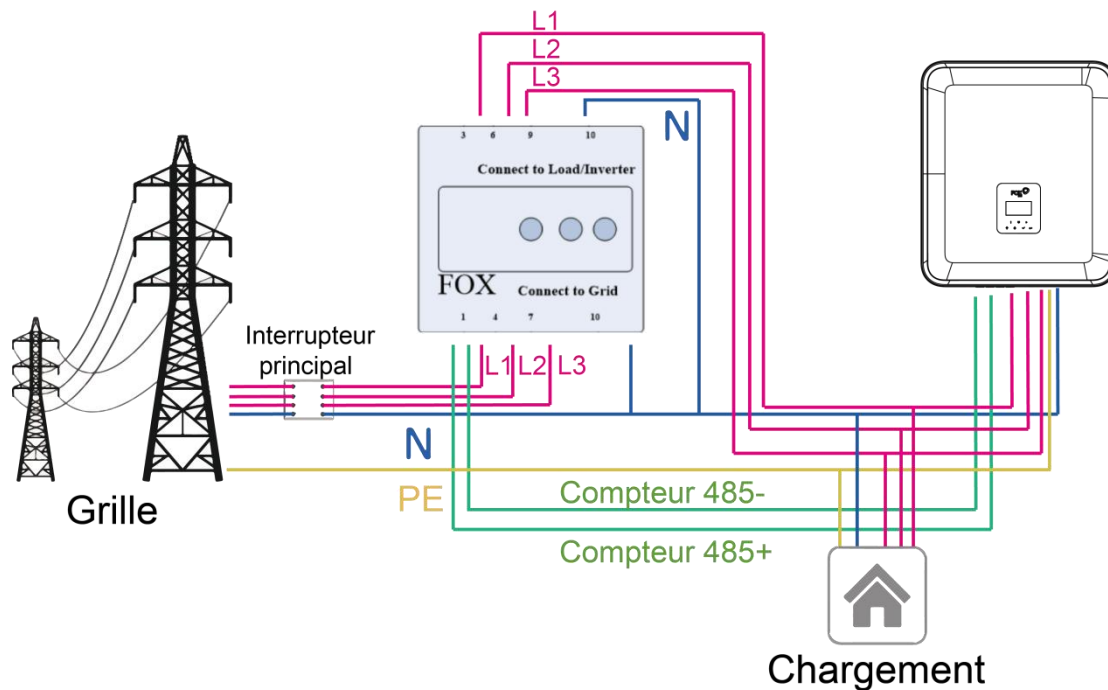 L1
L2
L3
N
3 6 9 10
Connect to Load/Inverter
FOX
Connect to Grid
1 4 7 10
FOX
Interrupteur
principal
L1 L2 L3
N
PE
Grille
Compteur 485-
Compteur 485+
Chargement